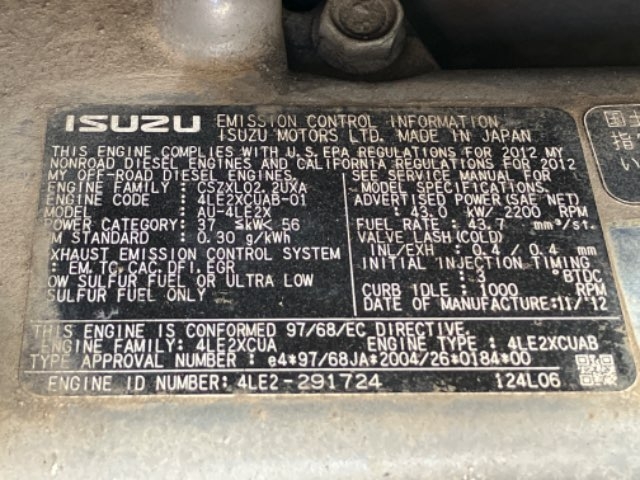 ISUZU EMISSION CONTROL INFORMATION
ISUZU MOTORS LTD. MADE IN JAPAN
THIS ENGINE COMPLIES WITH U.S.EPA REGULATIONS FOR 2012 MY
NONROAD DIESEL ENGINES AND CALIFORNIA REGULATIONS FOR 2012
MY OFF-ROAD DIESEL ENGINES.
ENGINE FAMILY : CSZXL02.2UXA
ENGINE CODE : 4LE2XCUAB-01
MODEL : AU-4LE2X
POWER CATEGORY: 37 ≤kW< 56
M STANDARD : 0.30 g/kWh
XHAUST EMISSION CONTROL SYSTEM
: EM, TC, CAC, DFI, EGR
OW SULFUR FUEL OR ULTRA LOW
SULFUR FUEL ONLY
SEE SERVICE MANUAL FOR
MODEL SPECIFICATIONS.
ADVERTISED POWER(SAE NET)
: 43.0 kW/ 2200 RPM
FUEL RATE : 43.7 mm³/st.
VALVE LASH(COLD)
INL/EXH : 0.4 / 0.4 mm
INITIAL INJECTION TIMING
: 3 °BTDC
CURB IDLE : 1000 RPM
DATE OF MANUFACTURE:11/'12
THIS ENGINE IS CONFORMED 97/68/EC DIRECTIVE.
ENGINE FAMILY: 4LE2XCUA ENGINE TYPE : 4LE2XCUAB
TYPE APPROVAL NUMBER : e4*97/68JA*2004/26*0184*00
ENGINE ID NUMBER: 4LE2-291724 124L06
指
い